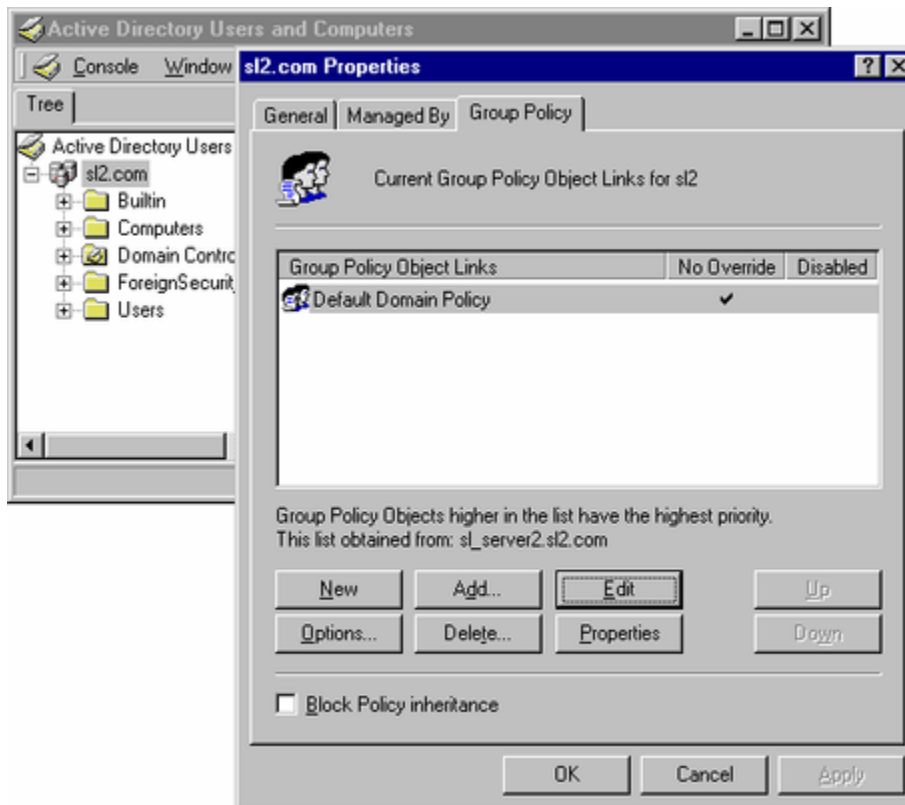 Active Directory Users and Computers
Console Window
Tree
Active Directory Users
sl2.com
Builtin
Computers
Domain Contrc
ForeignSecurit
Users
sl2.com Properties
General Managed By Group Policy
Current Group Policy Object Links for sl2
Group Policy Object Links No Override Disabled
Default Domain Policy
Group Policy Objects higher in the list have the highest priority.
This list obtained from: sl_server2.sl2.com
New Add... Edit Up
Options... Delete... Properties Down
Block Policy inheritance
OK Cancel Apply